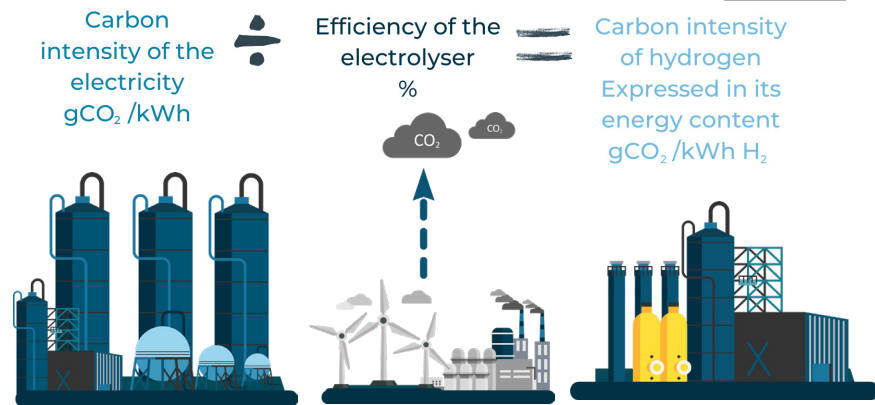 Carbon
intensity of the
electricity
gCO₂ /kWh
÷
Efficiency of the
electrolyser
%
=
Carbon intensity
of hydrogen
Expressed in its
energy content
gCO₂ /kWh H₂
CO₂
CO₂